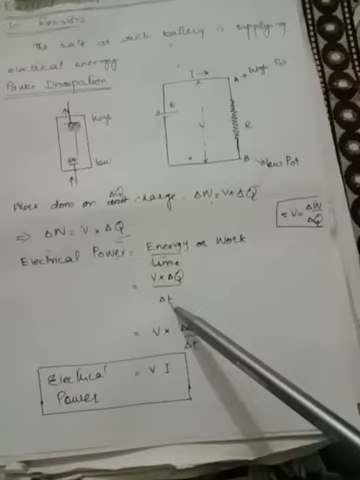 in Resistors
The rate at which battery is supplying
electrical energy.
Power Dissipation
I →
A → High Pot
high
E
V
R
low
B → low Pot
Work done on ΔQ charge = ΔW = V × ΔQ
⇒ ΔW = V × ΔQ
∵ V = ΔW
ΔQ
Electrical Power = Energy or Work
time
= V × ΔQ
Δt
= V ×
Δt
Electrical Power = V I